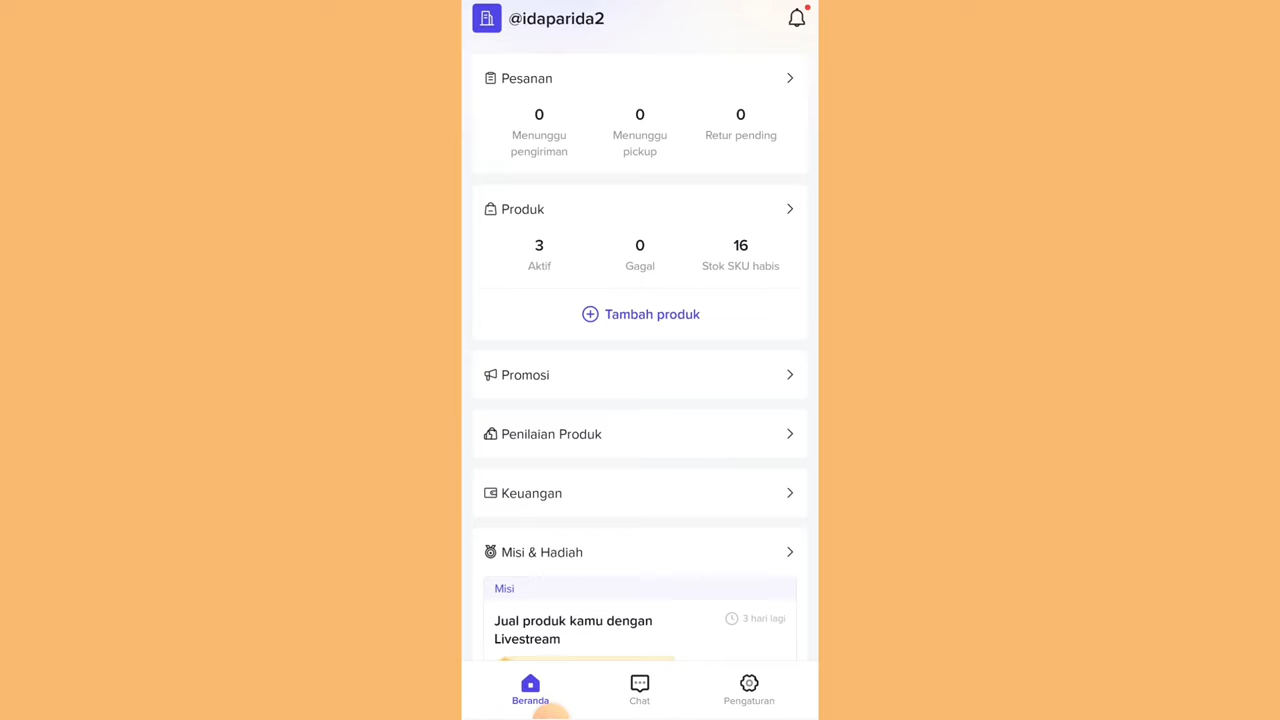 @idaparida2
Pesanan
0 0 0
Menunggu pengiriman Menunggu pickup Retur pending
Produk
3 0 16
Aktif Gagal Stok SKU habis
Tambah produk
Promosi
Penilaian Produk
Keuangan
Misi & Hadiah
Misi
Jual produk kamu dengan
Livestream
3 hari lagi
Beranda Chat Pengaturan